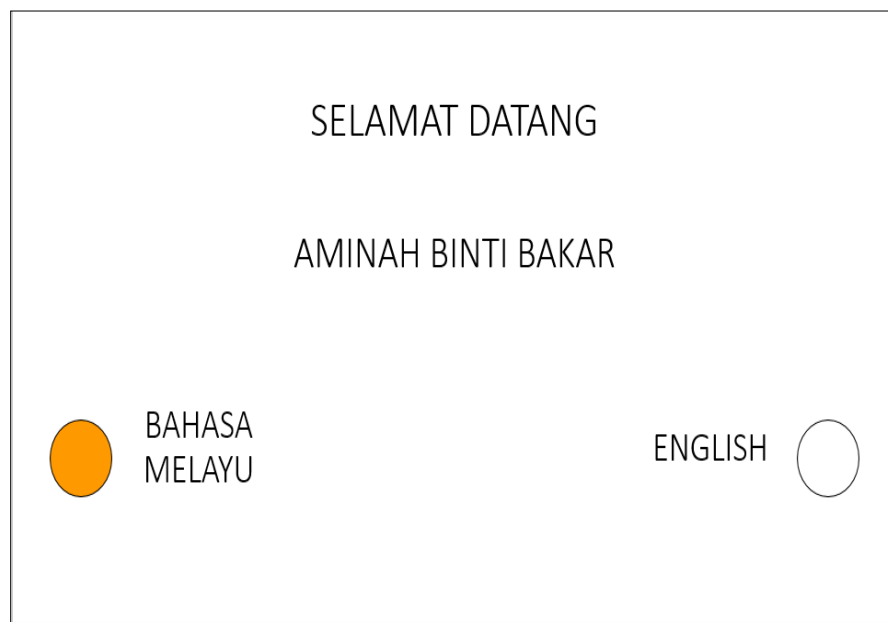 SELAMAT DATANG
AMINAH BINTI BAKAR
BAHASA
MELAYU
ENGLISH